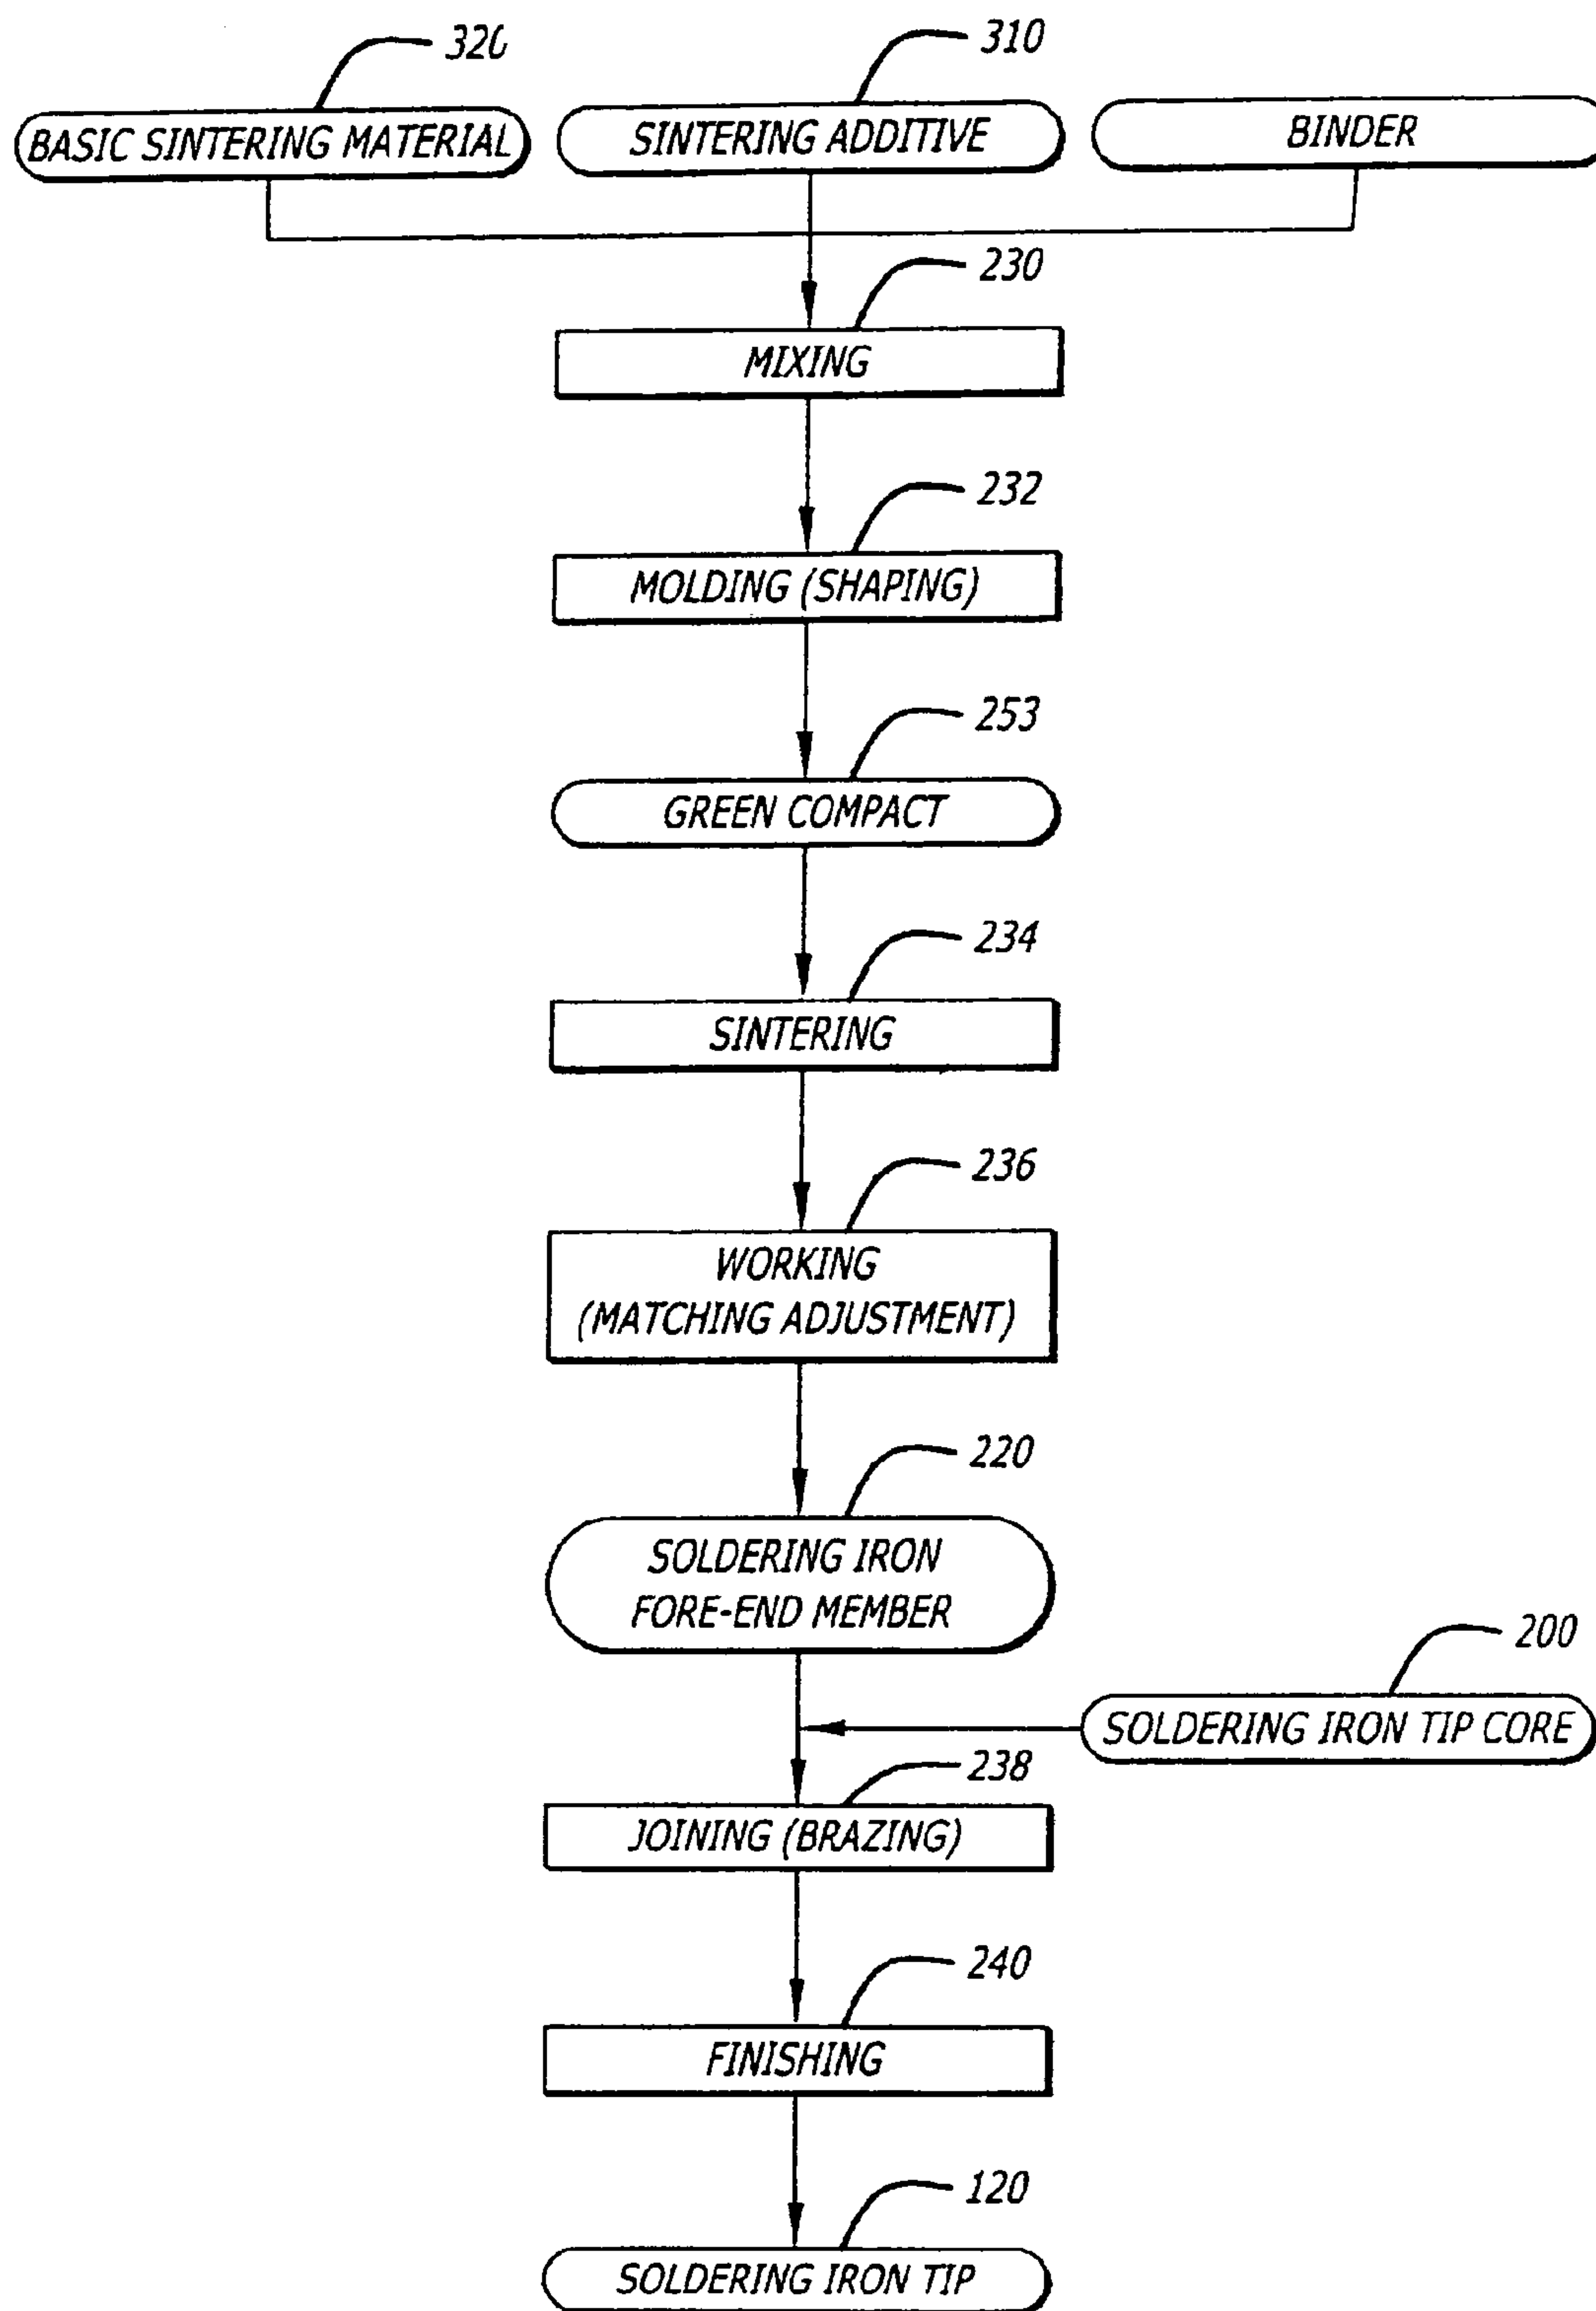 320
310
BASIC SINTERING MATERIAL
SINTERING ADDITIVE
BINDER
230
MIXING
232
MOLDING (SHAPING)
253
GREEN COMPACT
234
SINTERING
236
WORKING
(MATCHING ADJUSTMENT)
220
SOLDERING IRON
FORE-END MEMBER
200
SOLDERING IRON TIP CORE
238
JOINING (BRAZING)
240
FINISHING
120
SOLDERING IRON TIP